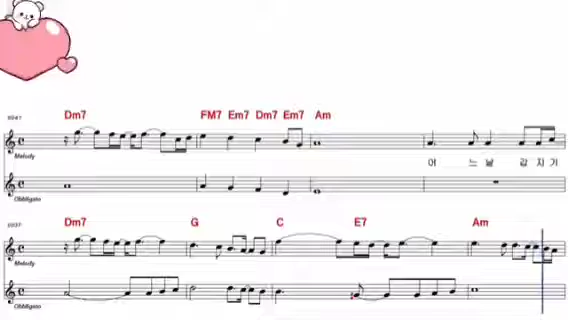 Dm7 FM7 Em7 Dm7 Em7 Am
Melody
어 느 날 갑 자 기
Obbligato
Dm7 G C E7 Am
Melody
Obbligato